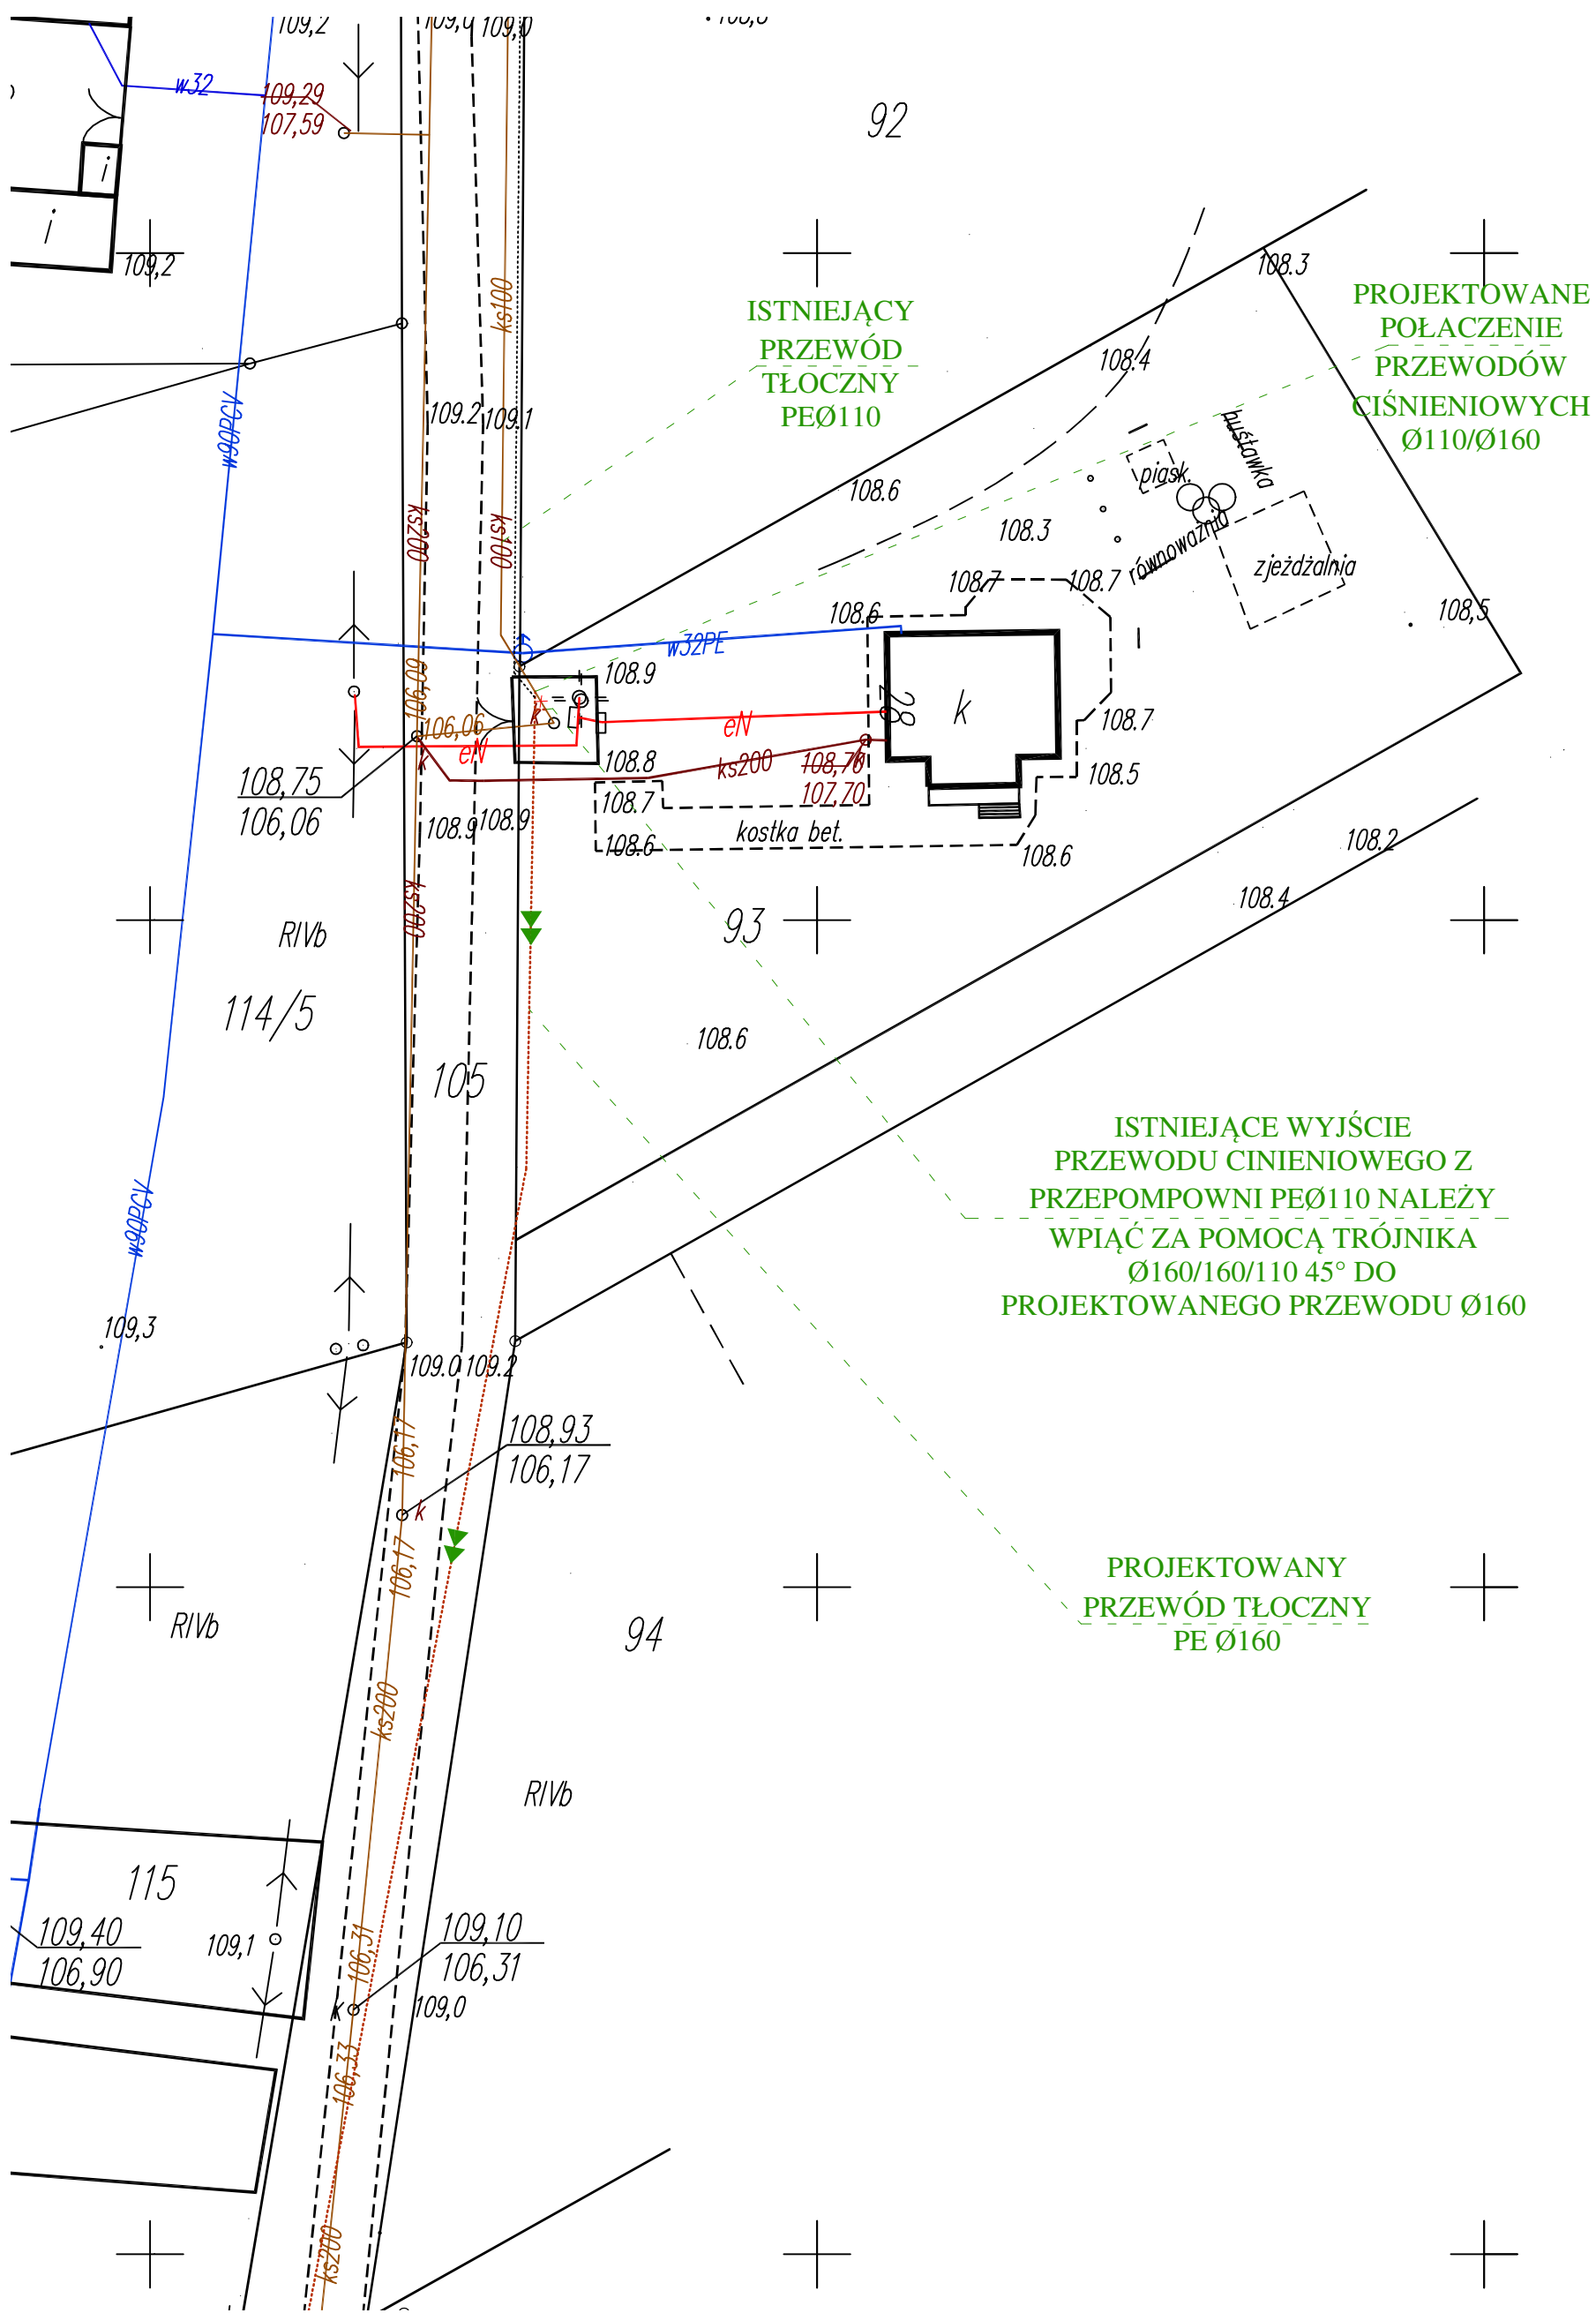 109,2
109,0
109,0
w32
109,29
107,59
92
i
i
109,2
108.3
ks100
ISTNIEJĄCY
PRZEWÓD
TŁOCZNY
PEØ110
PROJEKTOWANE
POŁACZENIE
PRZEWODÓW
CIŚNIENIOWYCH
Ø110/Ø160
108.4
w90PCV
109.2
109.1
huśtawka
piask.
108.6
108.3
ks200
ks100
równoważnia
zjeżdżalnia
108.7
108.7
108.6
108,5
w32PE
106,09
108.9
k
28
k
106,06
eN
eN
108.7
k
ks200
108,76
107,70
108.8
108.5
108,75
106,06
108.7
108.9
108.9
kostka bet.
108.6
108.6
108.2
108.4
ks200
RIVb
93
114/5
108.6
105
ISTNIEJĄCE WYJŚCIE
PRZEWODU CINIENIOWEGO Z
PRZEPOMPOWNI PEØ110 NALEŻY
WPIĄĆ ZA POMOCĄ TRÓJNIKA
Ø160/160/110 45° DO
PROJEKTOWANEGO PRZEWODU Ø160
w90PCV
109,3
109.0
109.2
106,17
108,93
106,17
k
106,17
PROJEKTOWANY
PRZEWÓD TŁOCZNY
PE Ø160
RIVb
94
ks200
RIVb
115
109,40
106,90
109,1
106,31
109,10
106,31
k
109,0
106,33
ks200